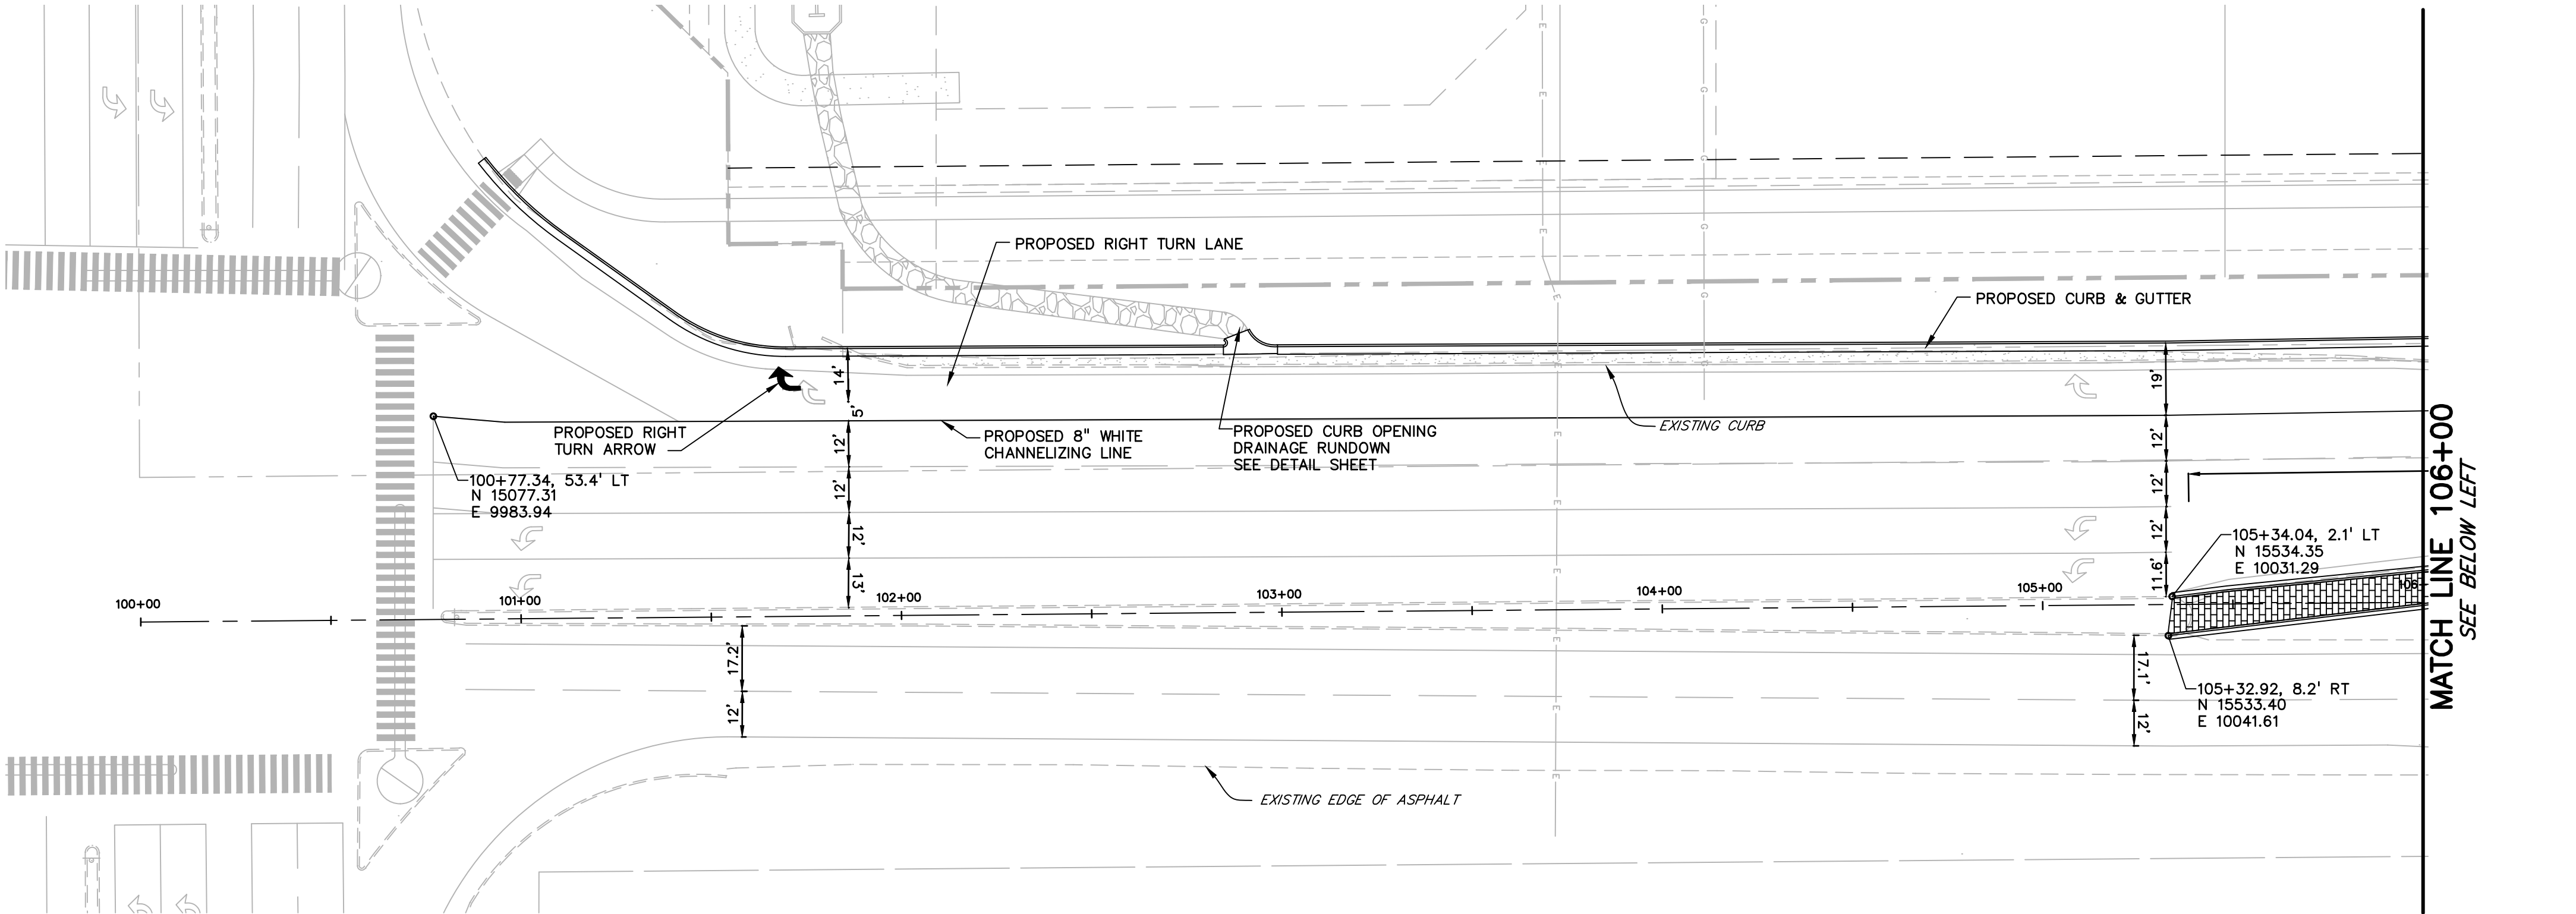 PROPOSED RIGHT TURN LANE
PROPOSED CURB & GUTTER
14'
5'
12'
12'
12'
13'
19'
12'
12'
12'
11.6'
PROPOSED RIGHT
TURN ARROW
PROPOSED 8" WHITE
CHANNELIZING LINE
PROPOSED CURB OPENING
DRAINAGE RUNDOWN
SEE DETAIL SHEET
EXISTING CURB
100+77.34, 53.4' LT
N 15077.31
E 9983.94
105+34.04, 2.1' LT
N 15534.35
E 10031.29
100+00
101+00
102+00
103+00
104+00
105+00
106+
17.2'
12'
17.1'
12'
105+32.92, 8.2' RT
N 15533.40
E 10041.61
EXISTING EDGE OF ASPHALT
MATCH LINE 106+00
SEE BELOW LEFT
E
E
E
E
E
E
E
E
E
E
E
G
G
G
G
G